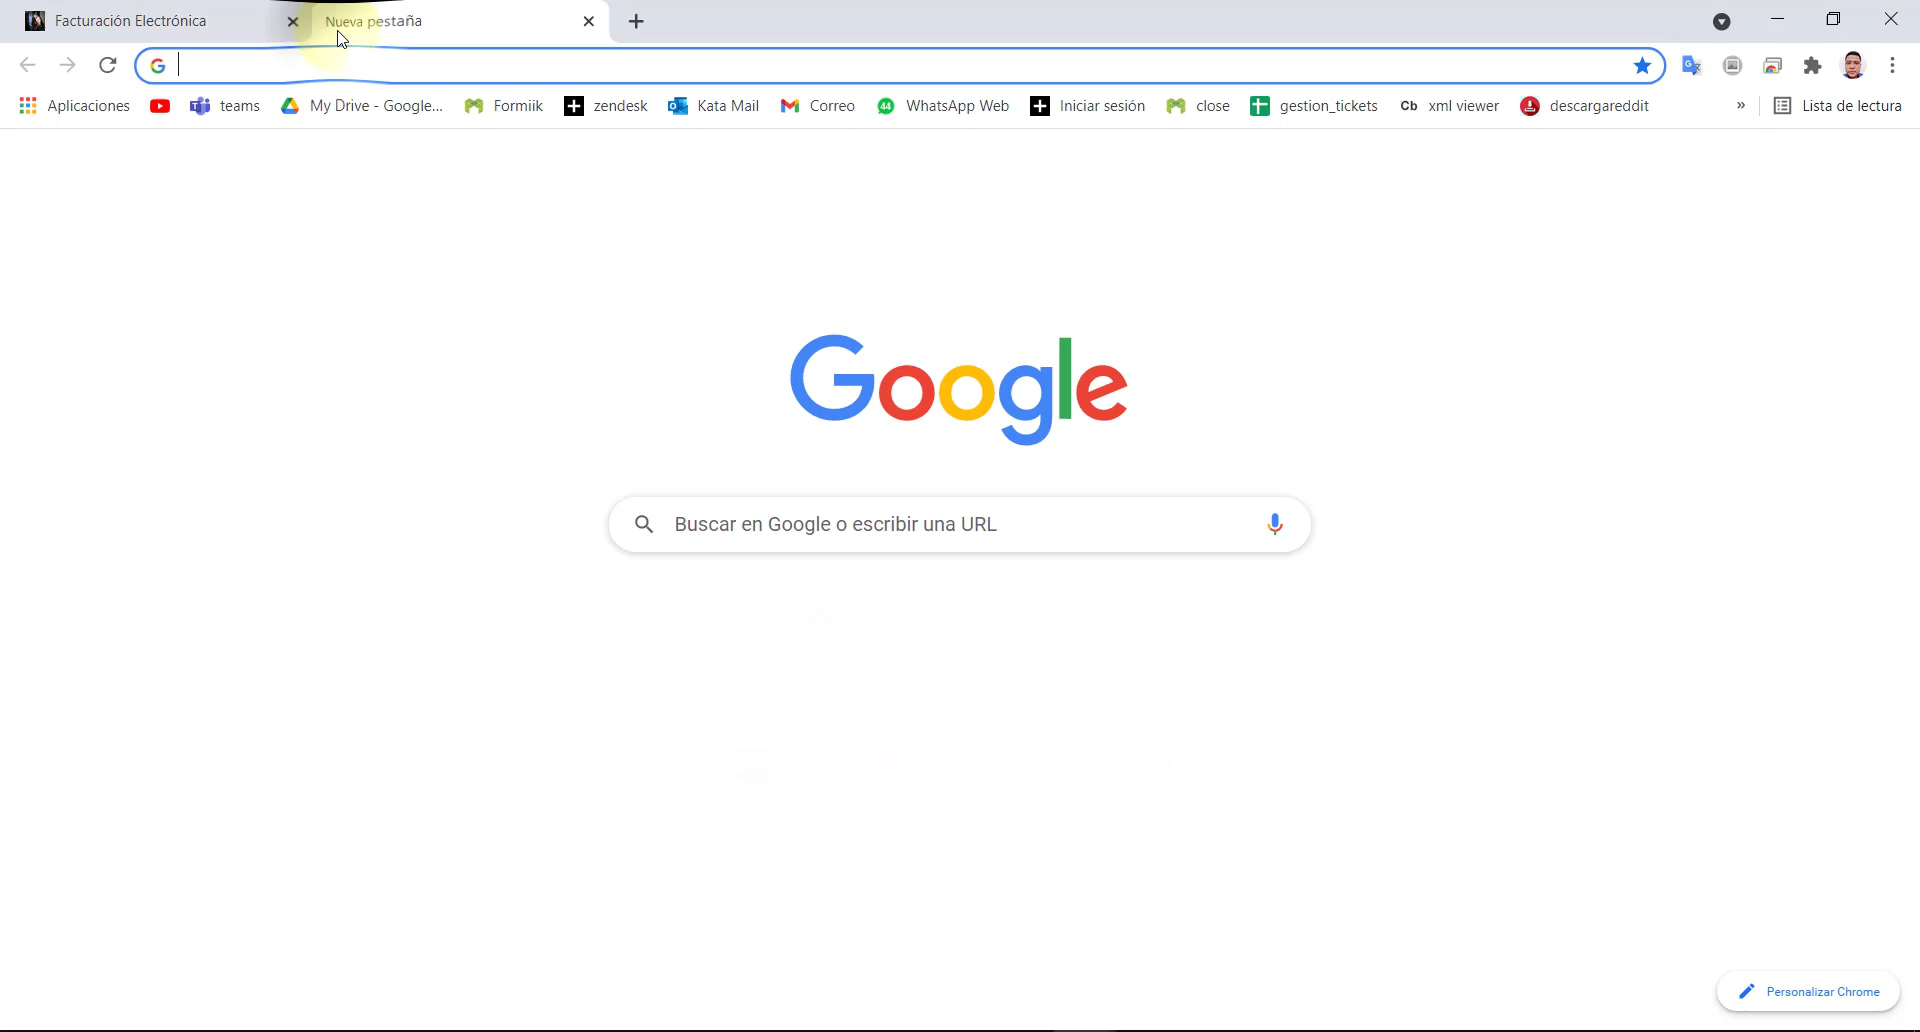 Facturación Electrónica
Nueva pestaña
Aplicaciones teams My Drive - Google... Formiik zendesk Kata Mail Correo 44 WhatsApp Web Iniciar sesión close gestion_tickets Cb xml viewer descargareddit » Lista de lectura
Google
Buscar en Google o escribir una URL
Personalizar Chrome